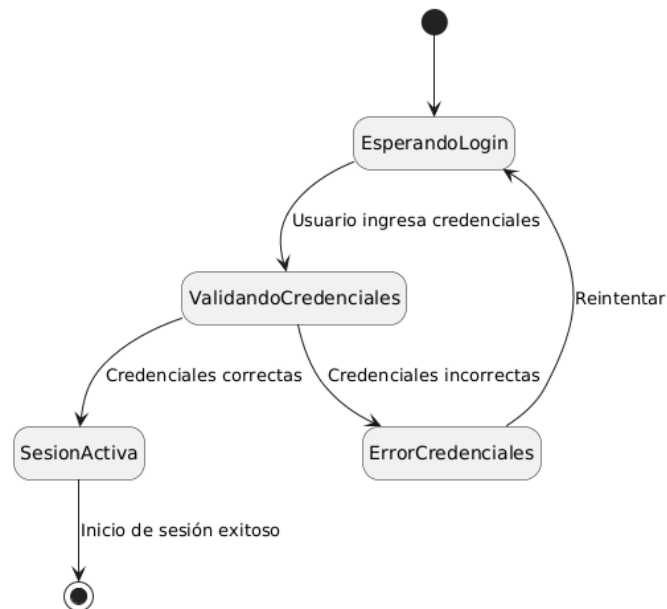 EsperandoLogin
Usuario ingresa credenciales
ValidandoCredenciales
Reintentar
Credenciales correctas
Credenciales incorrectas
SesionActiva
ErrorCredenciales
Inicio de sesión exitoso